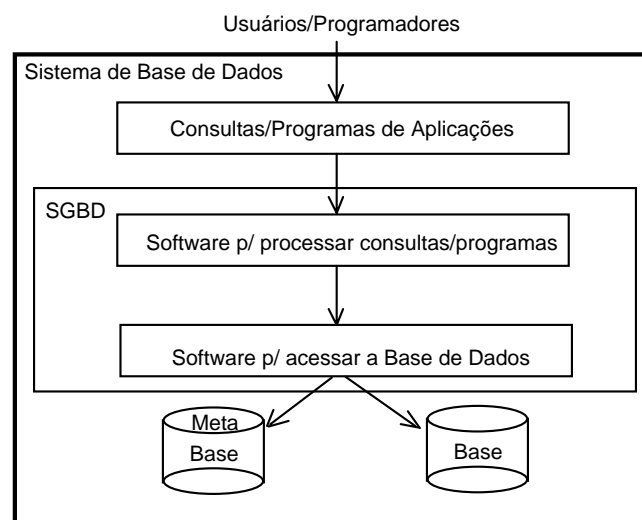 Usuários/Programadores
Sistema de Base de Dados
Consultas/Programas de Aplicações
SGBD
Software p/ processar consultas/programas
Software p/ acessar a Base de Dados
Meta
Base
Base